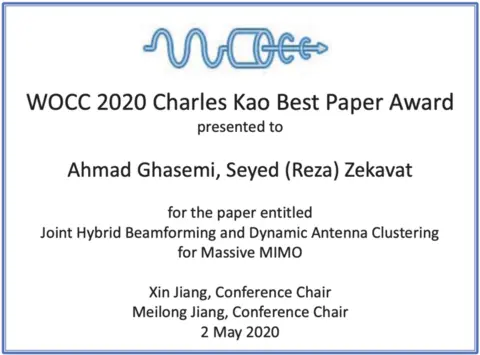 WOCC 2020 Charles Kao Best Paper Award
presented to
Ahmad Ghasemi, Seyed (Reza) Zekavat
for the paper entitled
Joint Hybrid Beamforming and Dynamic Antenna Clustering
for Massive MIMO
Xin Jiang, Conference Chair
Meilong Jiang, Conference Chair
2 May 2020